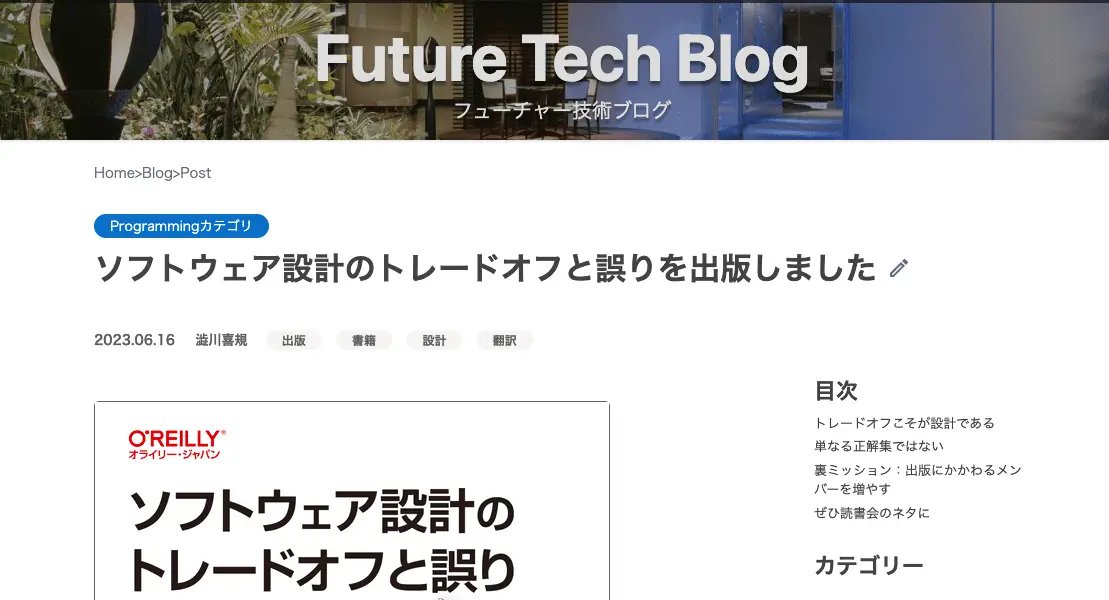 Future Tech Blog
フューチャー技術ブログ
Home>Blog>Post
Programmingカテゴリ
ソフトウェア設計のトレードオフと誤りを出版しました
2023.06.16 澁川喜規 出版 書籍 設計 翻訳
目次
トレードオフこそが設計である
単なる正解集ではない
裏ミッション：出版にかかわるメン
バーを増やす
ぜひ読書会のネタに
カテゴリー
O'REILLY®
オライリー・ジャパン
ソフトウェア設計の
トレードオフと誤り